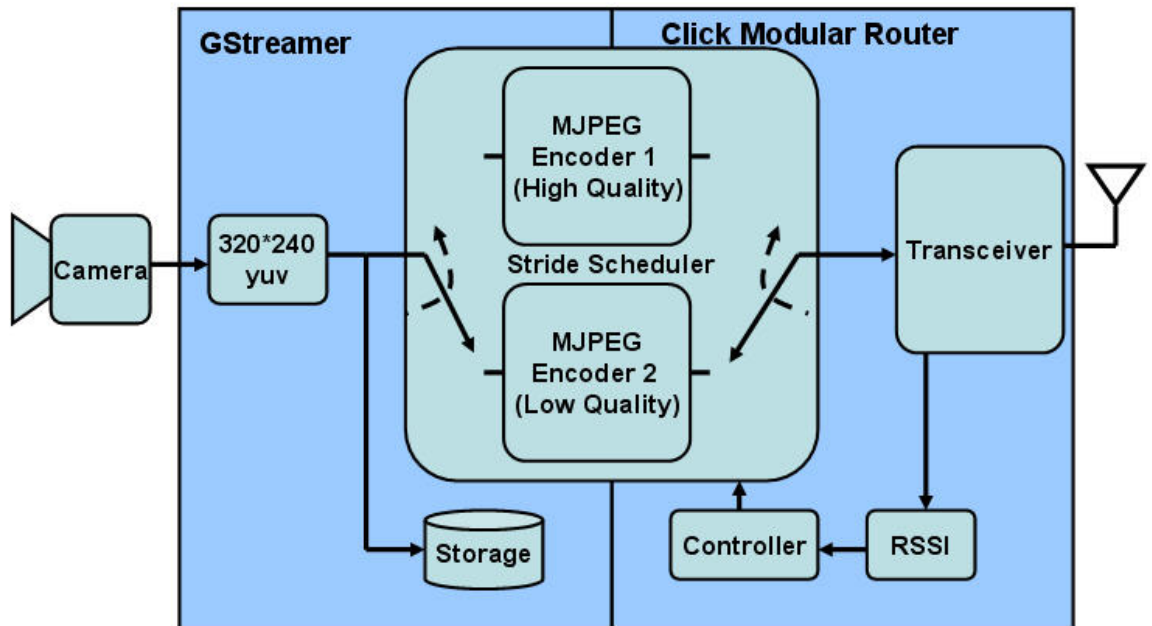 GStreamer
Click Modular Router
MJPEG
Encoder 1
(High Quality)
Camera
320*240
yuv
Stride Scheduler
Transceiver
MJPEG
Encoder 2
(Low Quality)
Storage
Controller
RSSI